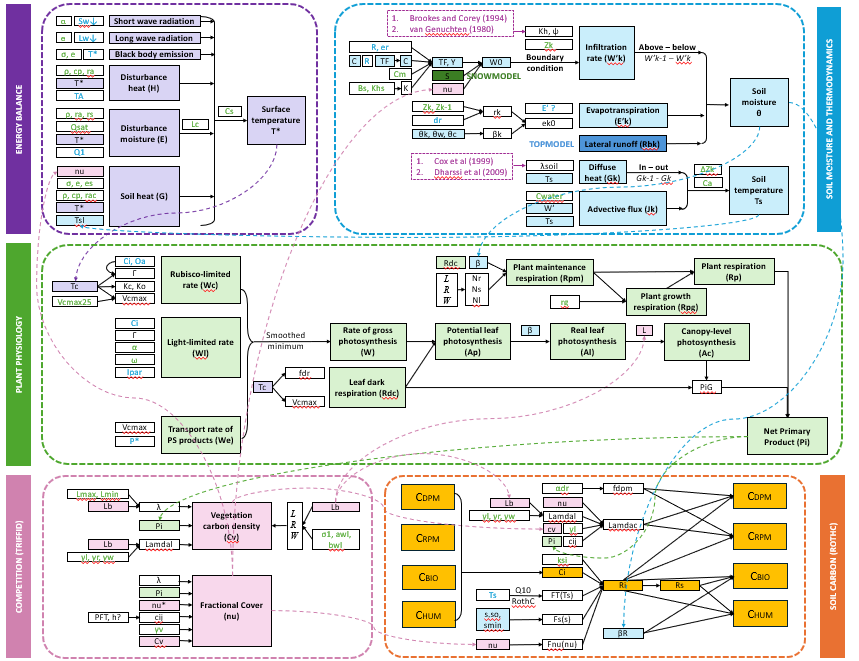 ENERGY BALANCE
α
Sw↓
Short wave radiation
e
Lw↓
Long wave radiation
σ, e
T*
Black body emission
ρ, cp, ra
T*
TA
Disturbance
heat (H)
ρ, ra, rs
Qsat
T*
Q1
Disturbance
moisture (E)
Lc
Cs
Surface
temperature
T*
nu
σ, e, es
ρ, cp, rac
T*
Tsl
Soil heat (G)
SOIL MOISTURE AND THERMODYNAMICS
1. Brookes and Corey (1994)
2. van Genuchten (1980)
Kh, ψ
Zk
Boundary
condition
R, er
C
R
TF
C
Cm
Bs, Khs
K
TF, Y
S
nu
W0
SNOWMODEL
Infiltration
rate (W'k)
Above – below
W'k-1 – W'k
Zk, Zk-1
dr
θk, θw, θc
rk
βk
E' ?
ek0
Evapotranspiration
(E'k)
TOPMODEL
Lateral runoff (Rbk)
Soil
moisture
θ
1. Cox et al (1999)
2. Dharssi et al (2009)
λsoil
Ts
Diffuse
heat (Gk)
In – out
Gk-1 - Gk
ΔZk
Ca
Cwater
W'
Ts
Advective flux (Jk)
Soil
temperature
Ts
PLANT PHYSIOLOGY
Tc
Vcmax25
Ci, Oa
Γ
Kc, Ko
Vcmax
Rubisco-limited
rate (Wc)
Ci
Γ
α
ω
Ipar
Light-limited rate
(Wl)
Vcmax
P*
Transport rate of
PS products (We)
Smoothed
minimum
Rate of gross
photosynthesis
(W)
Tc
fdr
Vcmax
Leaf dark
respiration (Rdc)
Rdc
β
L
R
W
Nr
Ns
Nl
Plant maintenance
respiration (Rpm)
rg
Plant growth
respiration (Rpg)
Plant respiration
(Rp)
Potential leaf
photosynthesis
(Ap)
β
Real leaf
photosynthesis
(Al)
L
Canopy-level
photosynthesis
(Ac)
PiG
Net Primary
Product (Pi)
COMPETITION (TRIFFID)
Lmax, Lmin
Lb
λ
Pi
Lb
yl, yr, yw
Lamdal
Vegetation
carbon density
(Cv)
L
R
W
Lb
σ1, awl,
bwl
PFT, h?
λ
Pi
nu*
cij
yv
Cv
Fractional Cover
(nu)
SOIL CARBON (ROTHC)
CDPM
CRPM
CBIO
CHUM
αdr
fdpm
Lb
yl, yr, yw
nu
Lamdal
cv
yl
Pi
cij
Lamdac
ksi
Ci
Ts
Q10
RothC
FT(Ts)
s,so,
smin
Fs(s)
nu
Fnu(nu)
Ri
Rs
βR
CDPM
CRPM
CBIO
CHUM